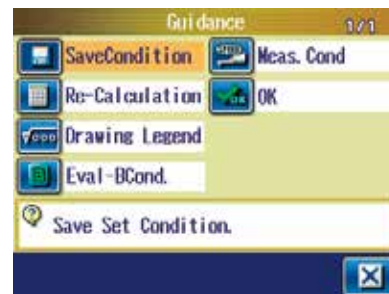 Guidance
1/1
SaveCondition
Meas. Cond
Re-Calculation
OK
Drawing Legend
Eval-BCond.
Save Set Condition.